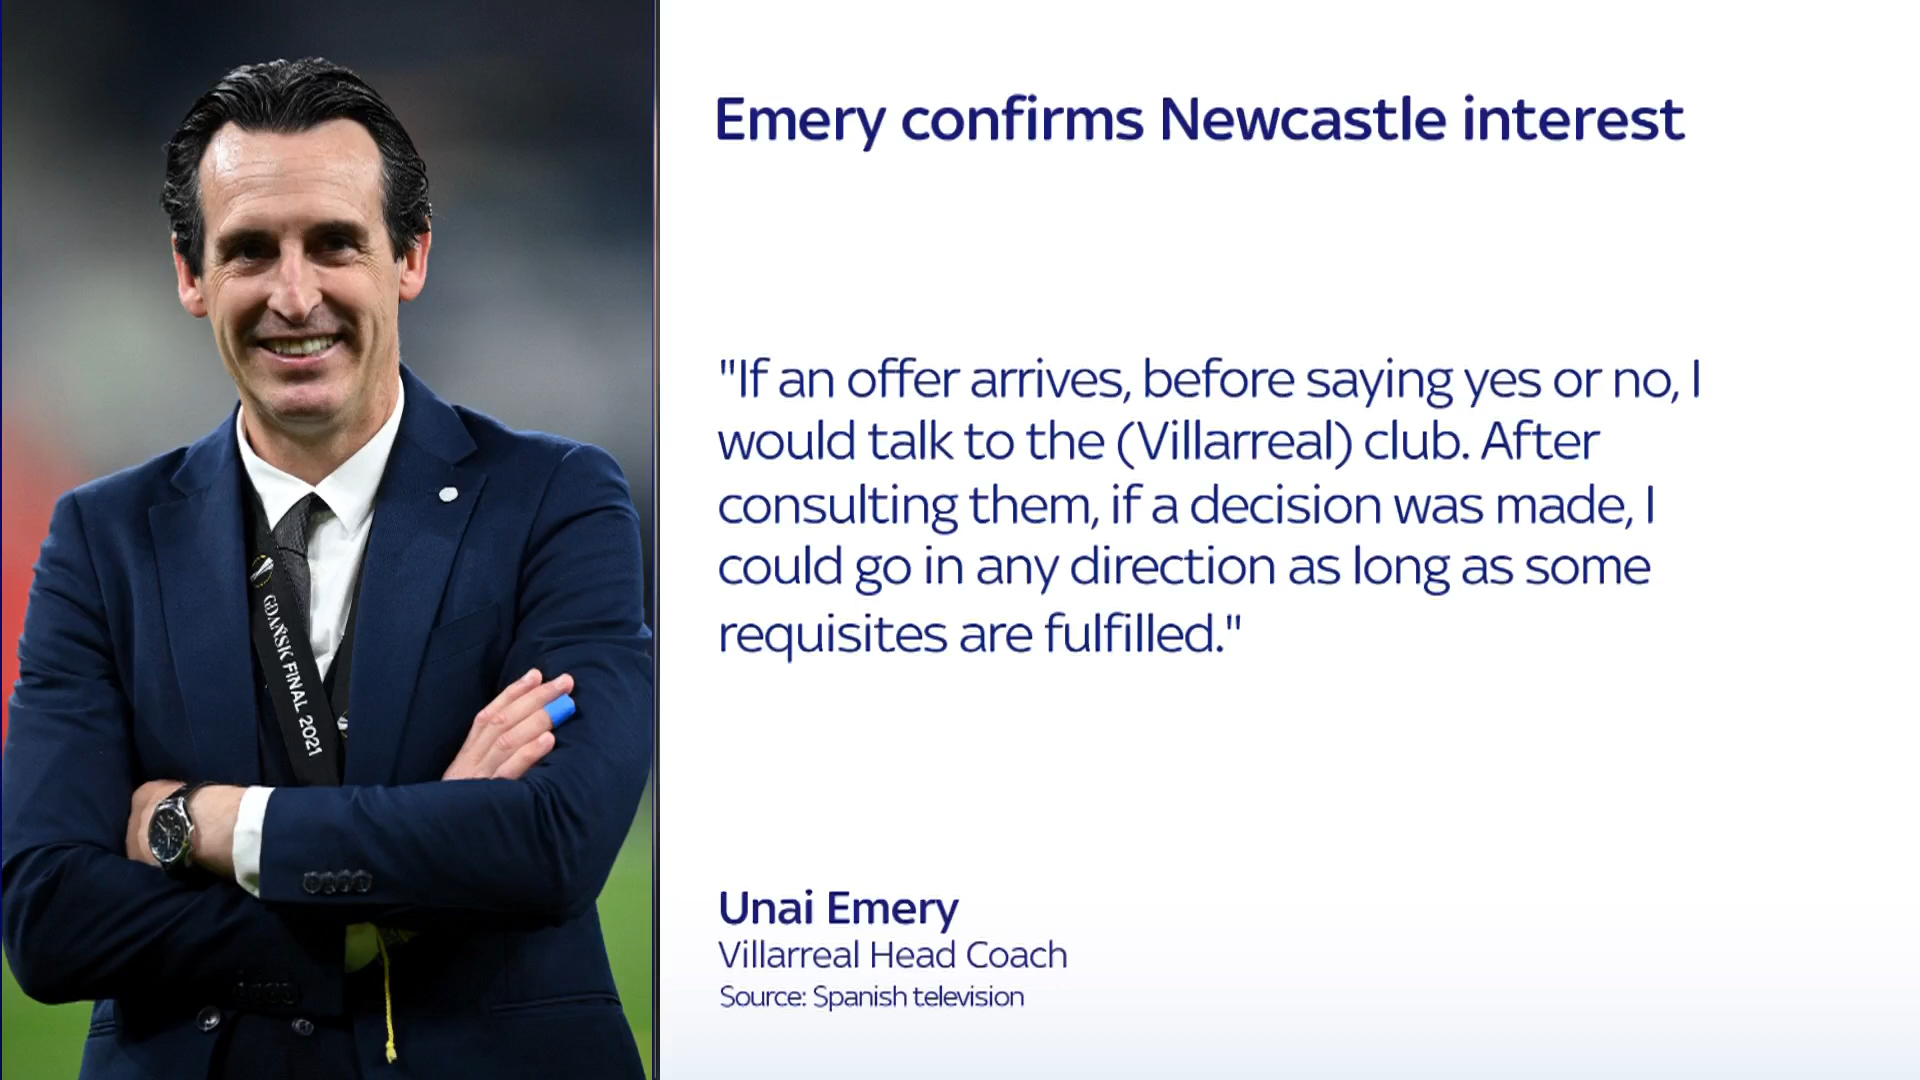 Emery confirms Newcastle interest
"If an offer arrives, before saying yes or no, I
would talk to the (Villarreal) club. After
consulting them, if a decision was made, I
could go in any direction as long as some
requisites are fulfilled."
Unai Emery
Villarreal Head Coach
Source: Spanish television
GDAŃSK FINAL 2021